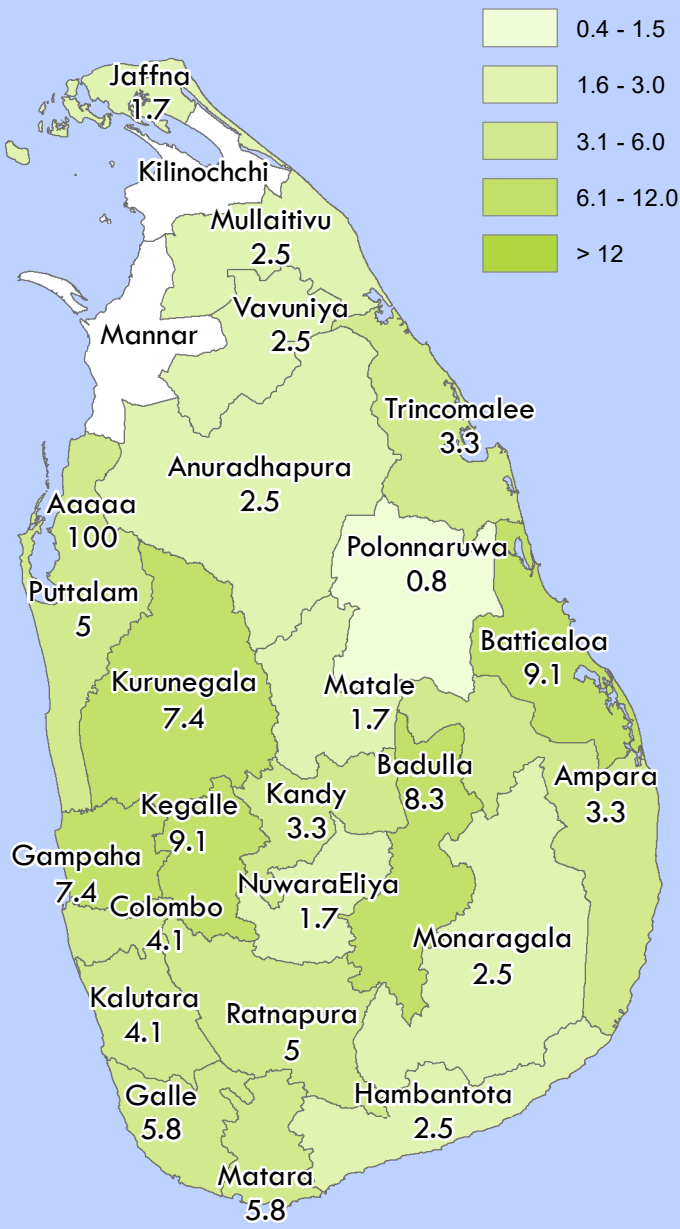 0.4 - 1.5
1.6 - 3.0
3.1 - 6.0
6.1 - 12.0
> 12
Jaffna
1.7
Kilinochchi
Mullaitivu
2.5
Vavuniya
2.5
Mannar
Trincomalee
3.3
Anuradhapura
2.5
Aaaaa
100
Polonnaruwa
0.8
Puttalam
5
Batticaloa
9.1
Kurunegala
7.4
Matale
1.7
Badulla
8.3
Ampara
3.3
Kandy
3.3
Kegalle
9.1
Gampaha
7.4
NuwaraEliya
1.7
Colombo
4.1
Monaragala
2.5
Kalutara
4.1
Ratnapura
5
Galle
5.8
Hambantota
2.5
Matara
5.8